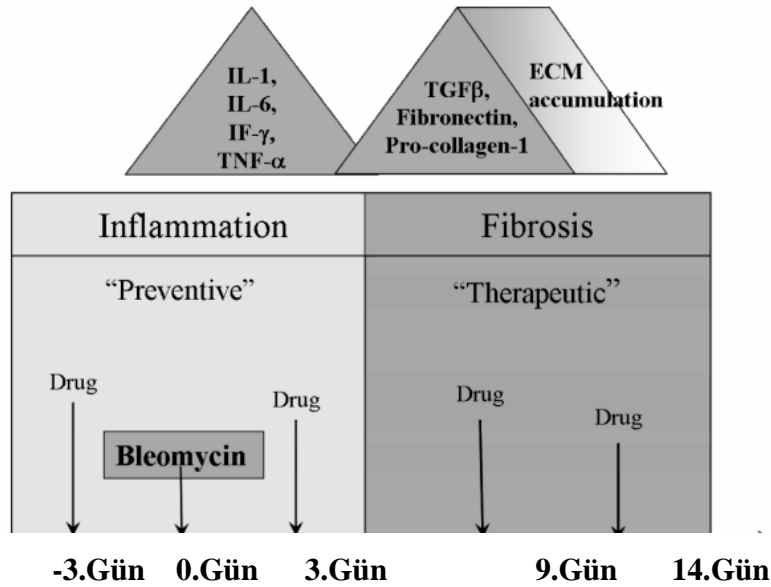 IL-1,
IL-6,
IF-γ,
TNF-α
TGFβ,
Fibronectin,
Pro-collagen-1
ECM
accumulation
Inflammation
Fibrosis
“Preventive”
“Therapeutic”
Drug
Drug
Drug
Drug
Bleomycin
-3.Gün 0.Gün 3.Gün 9.Gün 14.Gün